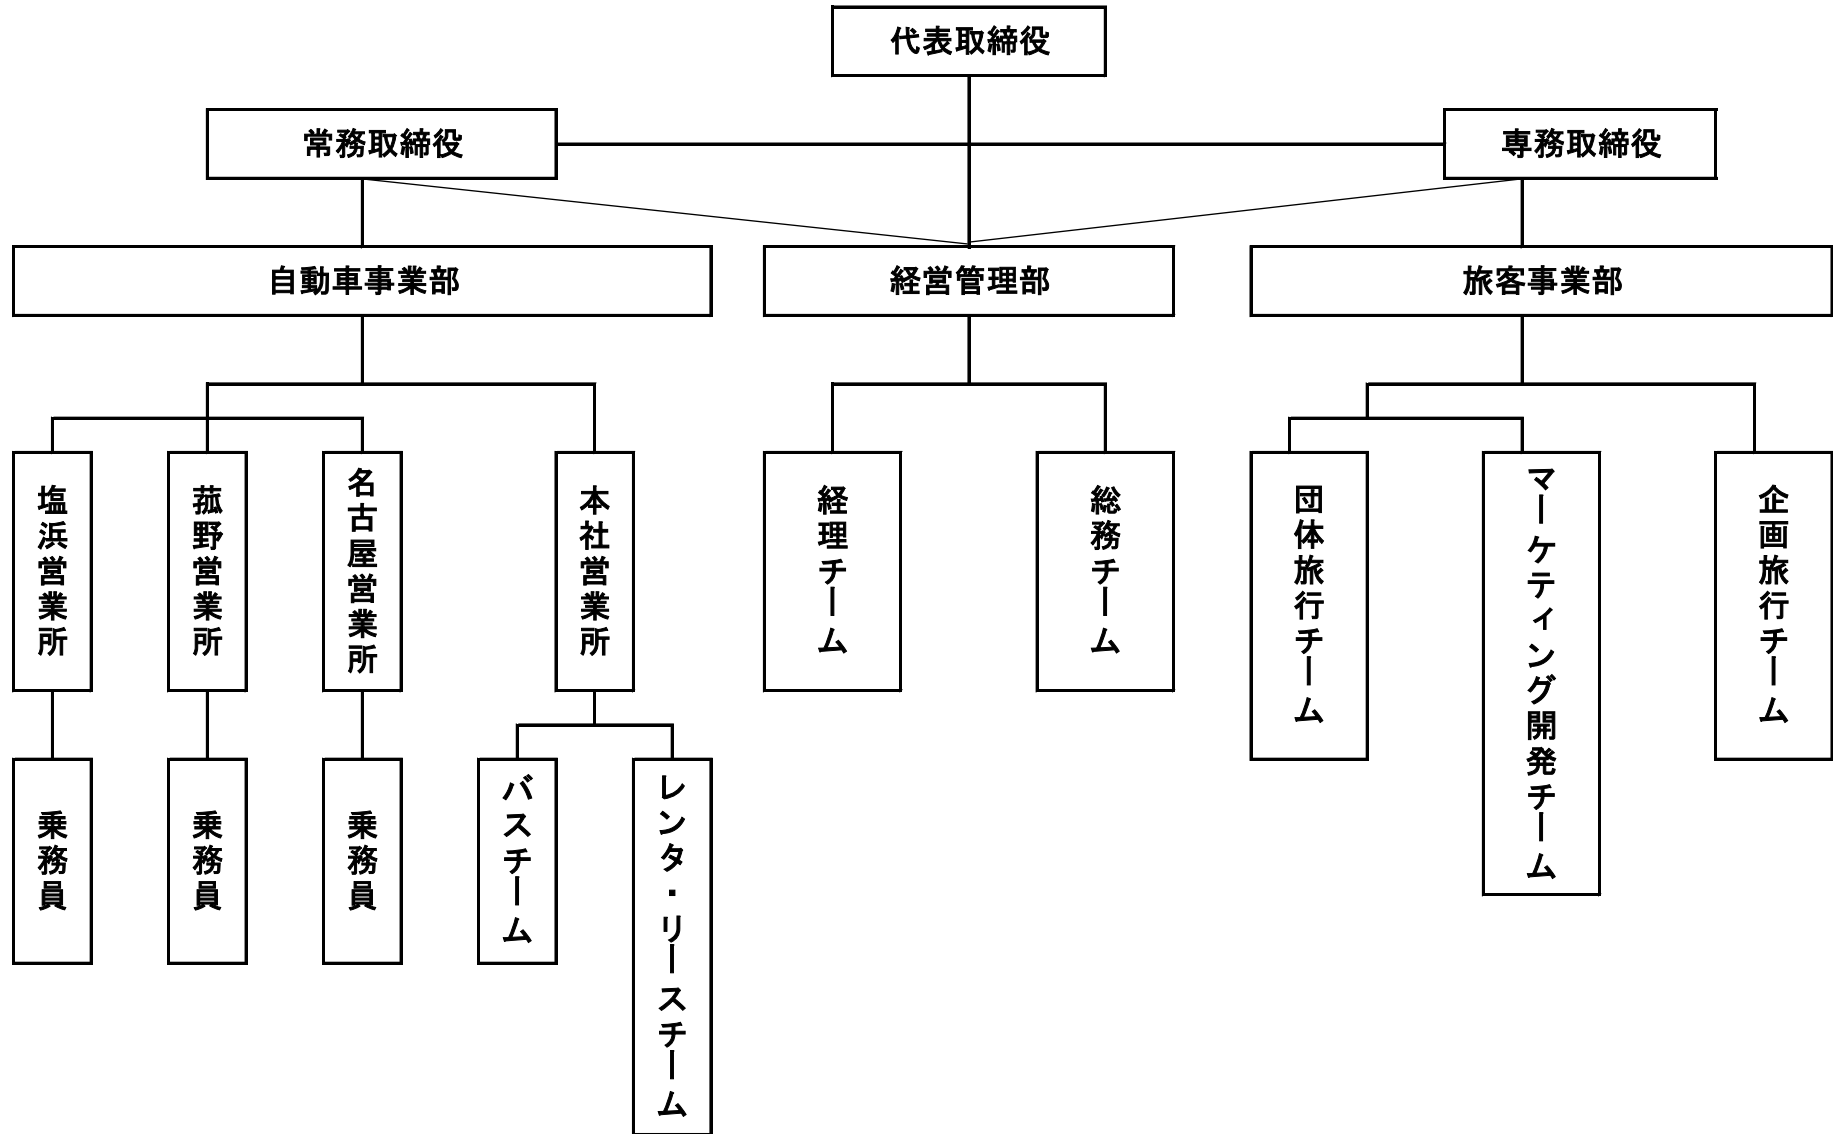 代表取締役
常務取締役
専務取締役
自動車事業部
経営管理部
旅客事業部
塩浜営業所
菰野営業所
名古屋営業所
本社営業所
経理チーム
総務チーム
団体旅行チーム
マーケティング開発チーム
企画旅行チーム
乗務員
乗務員
乗務員
バスチーム
レンタ・リースチーム